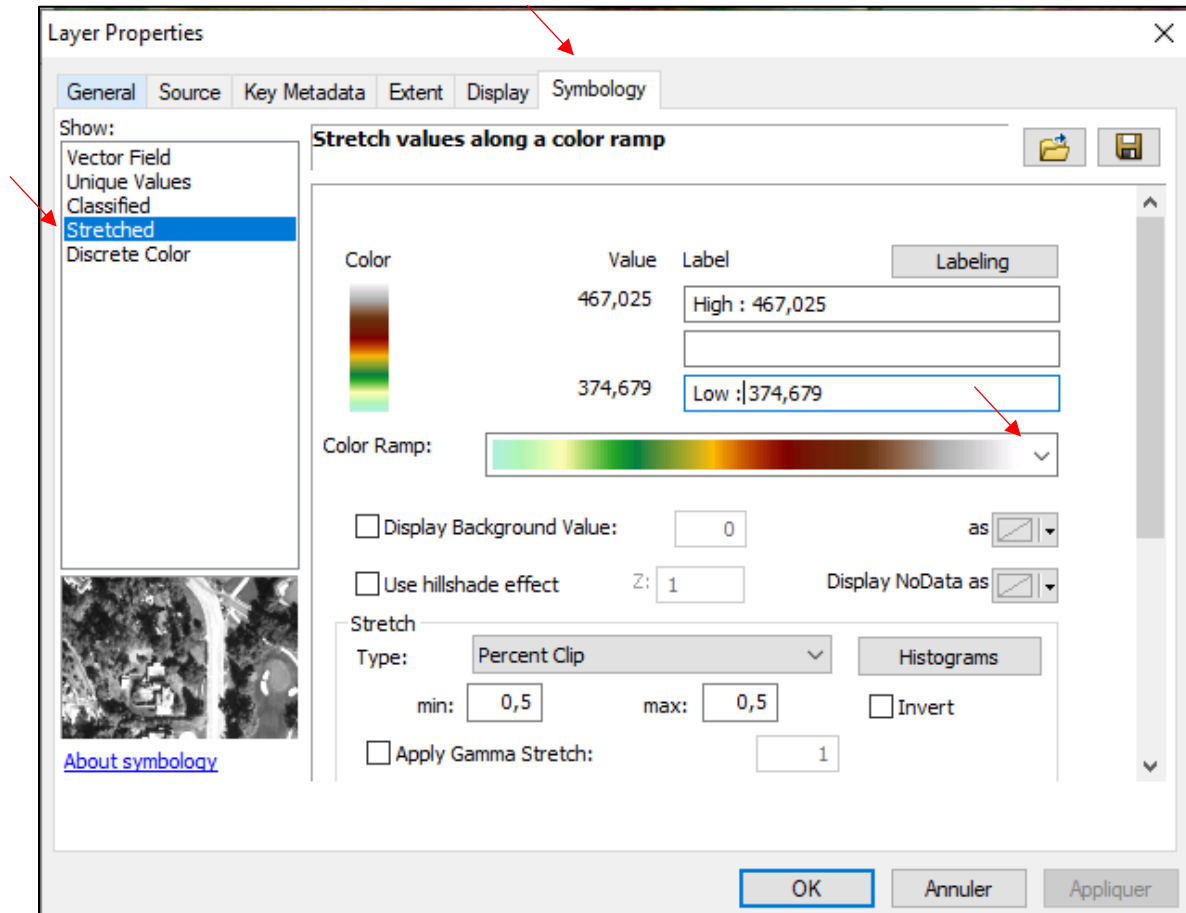 Layer Properties
General Source Key Metadata Extent Display Symbology
Show:
Vector Field
Unique Values
Classified
Stretched
Discrete Color
About symbology
Stretch values along a color ramp
Color Value Label Labeling
467,025 High : 467,025
374,679 Low : 374,679
Color Ramp:
Display Background Value: 0 as
Use hillshade effect Z: 1 Display NoData as
Stretch
Type: Percent Clip Histograms
min: 0,5 max: 0,5 Invert
Apply Gamma Stretch: 1
OK Annuler Appliquer